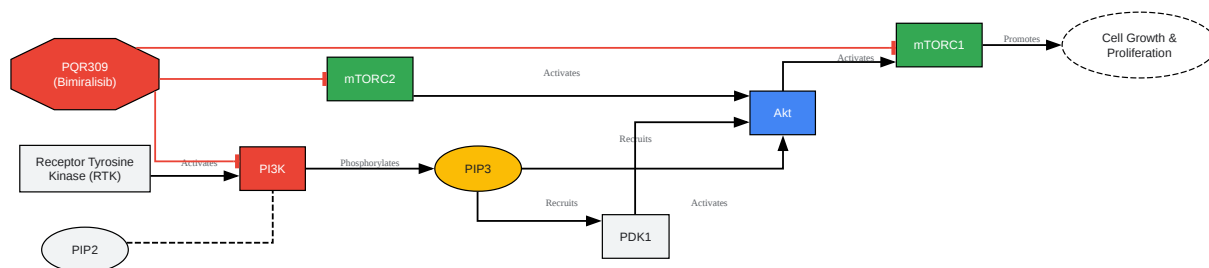 PQR309
(Bimiralisib)
mTORC2
Activates
mTORC1
Promotes
Cell Growth &
Proliferation
Activates
Akt
Receptor Tyrosine
Kinase (RTK)
Activates
PI3K
Phosphorylates
PIP3
Recruits
Recruits
Activates
PDK1
PIP2